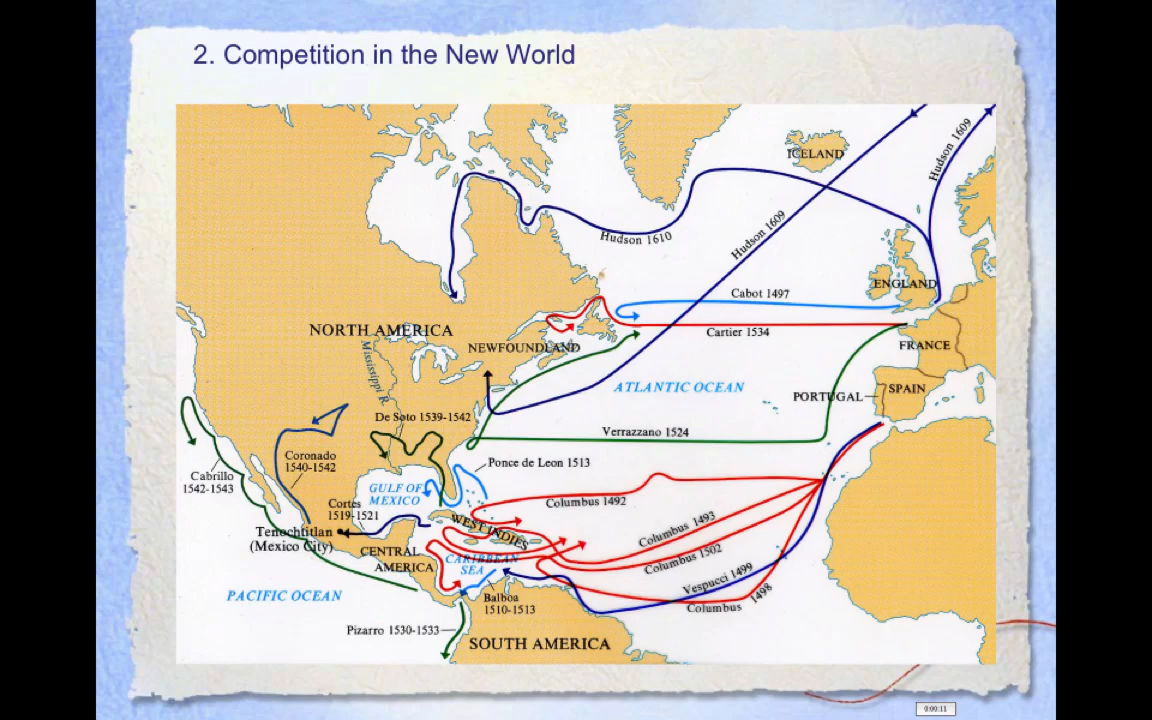 2. Competition in the New World
ICELAND
Hudson 1609
Hudson 1609
Hudson 1610
ENGLAND
Cabot 1497
Cartier 1534
NORTH AMERICA
NEWFOUNDLAND
FRANCE
Mississippi R.
ATLANTIC OCEAN
SPAIN
PORTUGAL
De Soto 1539-1542
Verrazzano 1524
Coronado
1540-1542
Ponce de Leon 1513
Cabrillo
1542-1543
GULF OF
MEXICO
Columbus 1492
Cortes
1519-1521
Tenochtitlan
(Mexico City)
WEST INDIES
Columbus 1493
CENTRAL
AMERICA
CARIBBEAN
SEA
Columbus 1502
Vespucci 1499
Columbus 1498
PACIFIC OCEAN
Balboa
1510-1513
Pizarro 1530-1533
SOUTH AMERICA
0:00:11